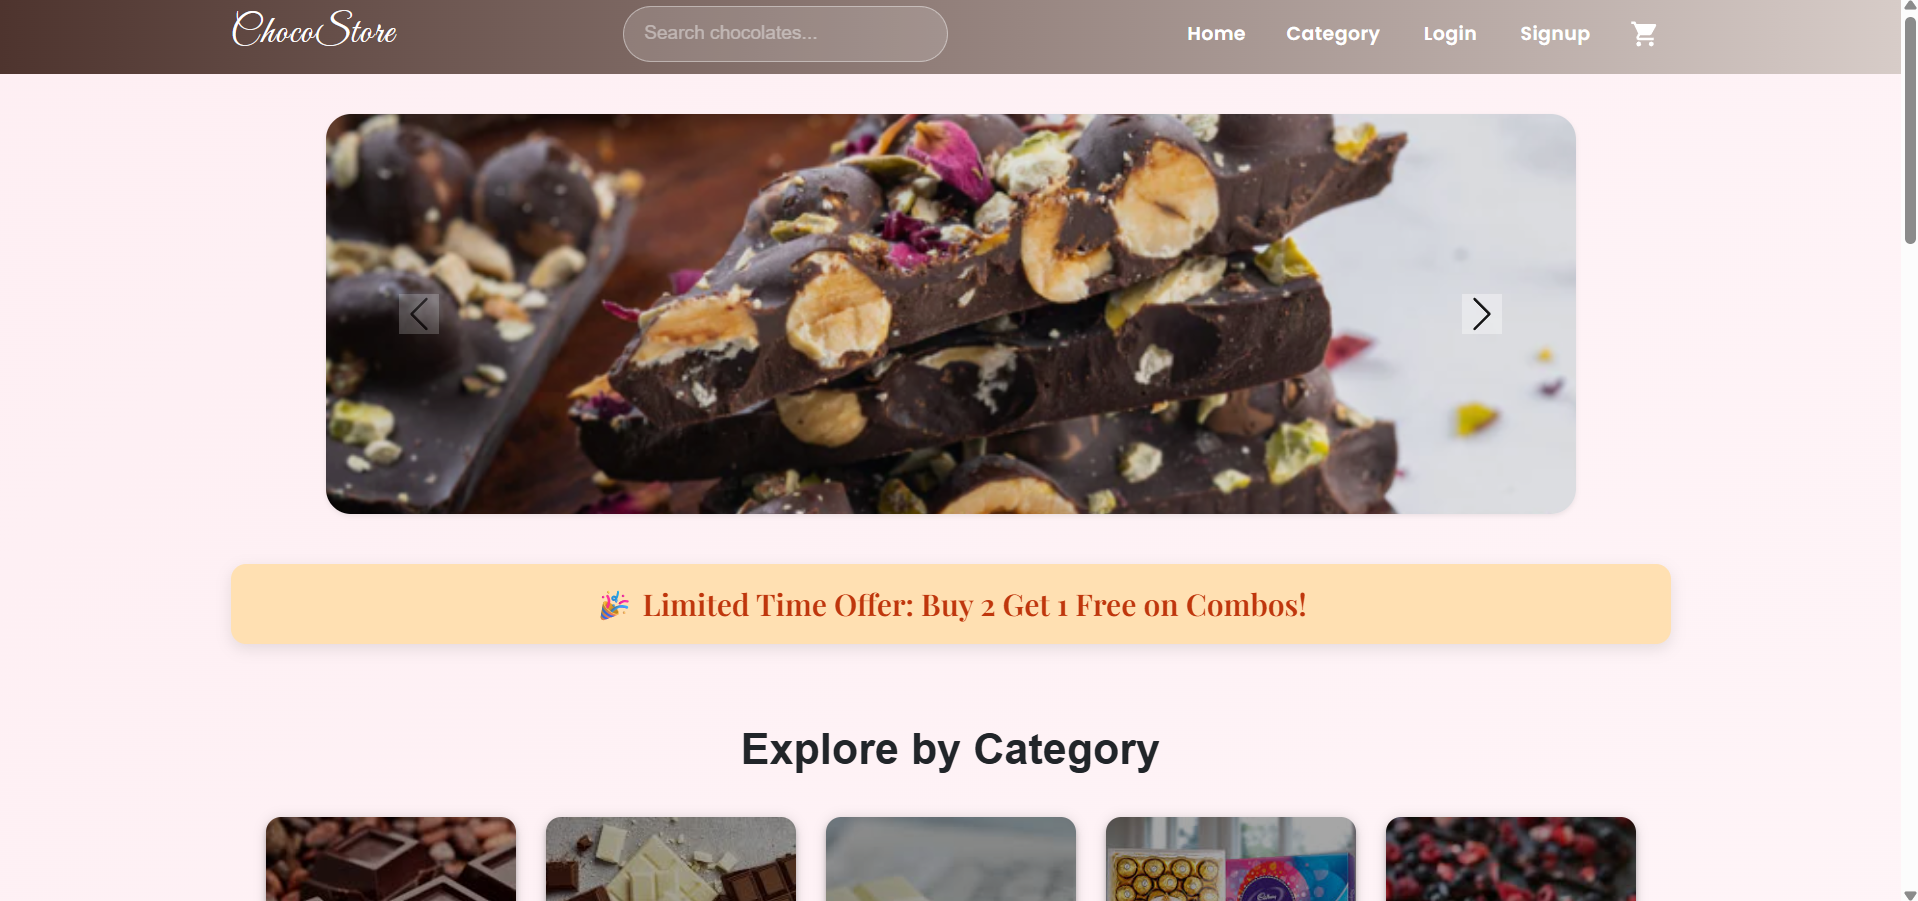 ChocoStore
Search chocolates...
Home
Category
Login
Signup
🎉 Limited Time Offer: Buy 2 Get 1 Free on Combos!
Explore by Category
Cadbury